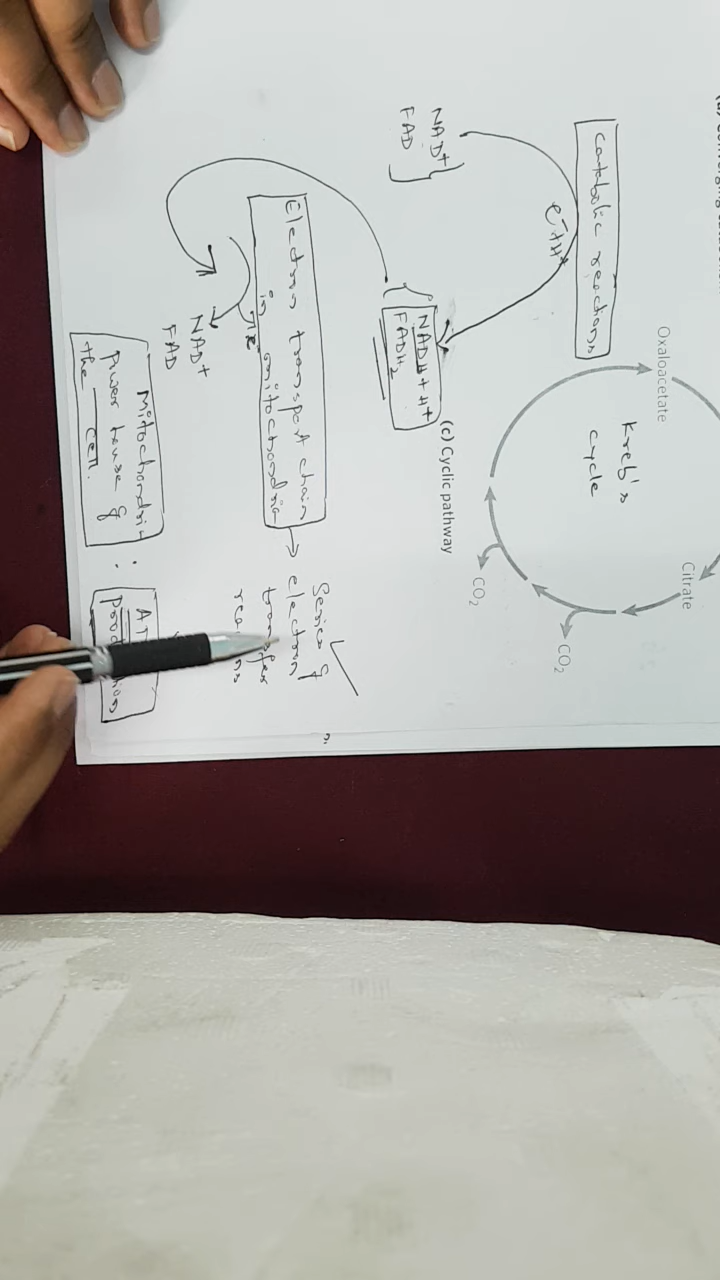 Catabolic reactions
e⁻+H⁺
NAD+
FAD
NADH + H+
FADH₂
Oxaloacetate
Citrate
Kreb's
cycle
CO₂
CO₂
(c) Cyclic pathway
Electron transport chain
in mitochondria
NAD+
FAD
Series of
electron
transfer
Mitochondria
Power house of
the cell.
: